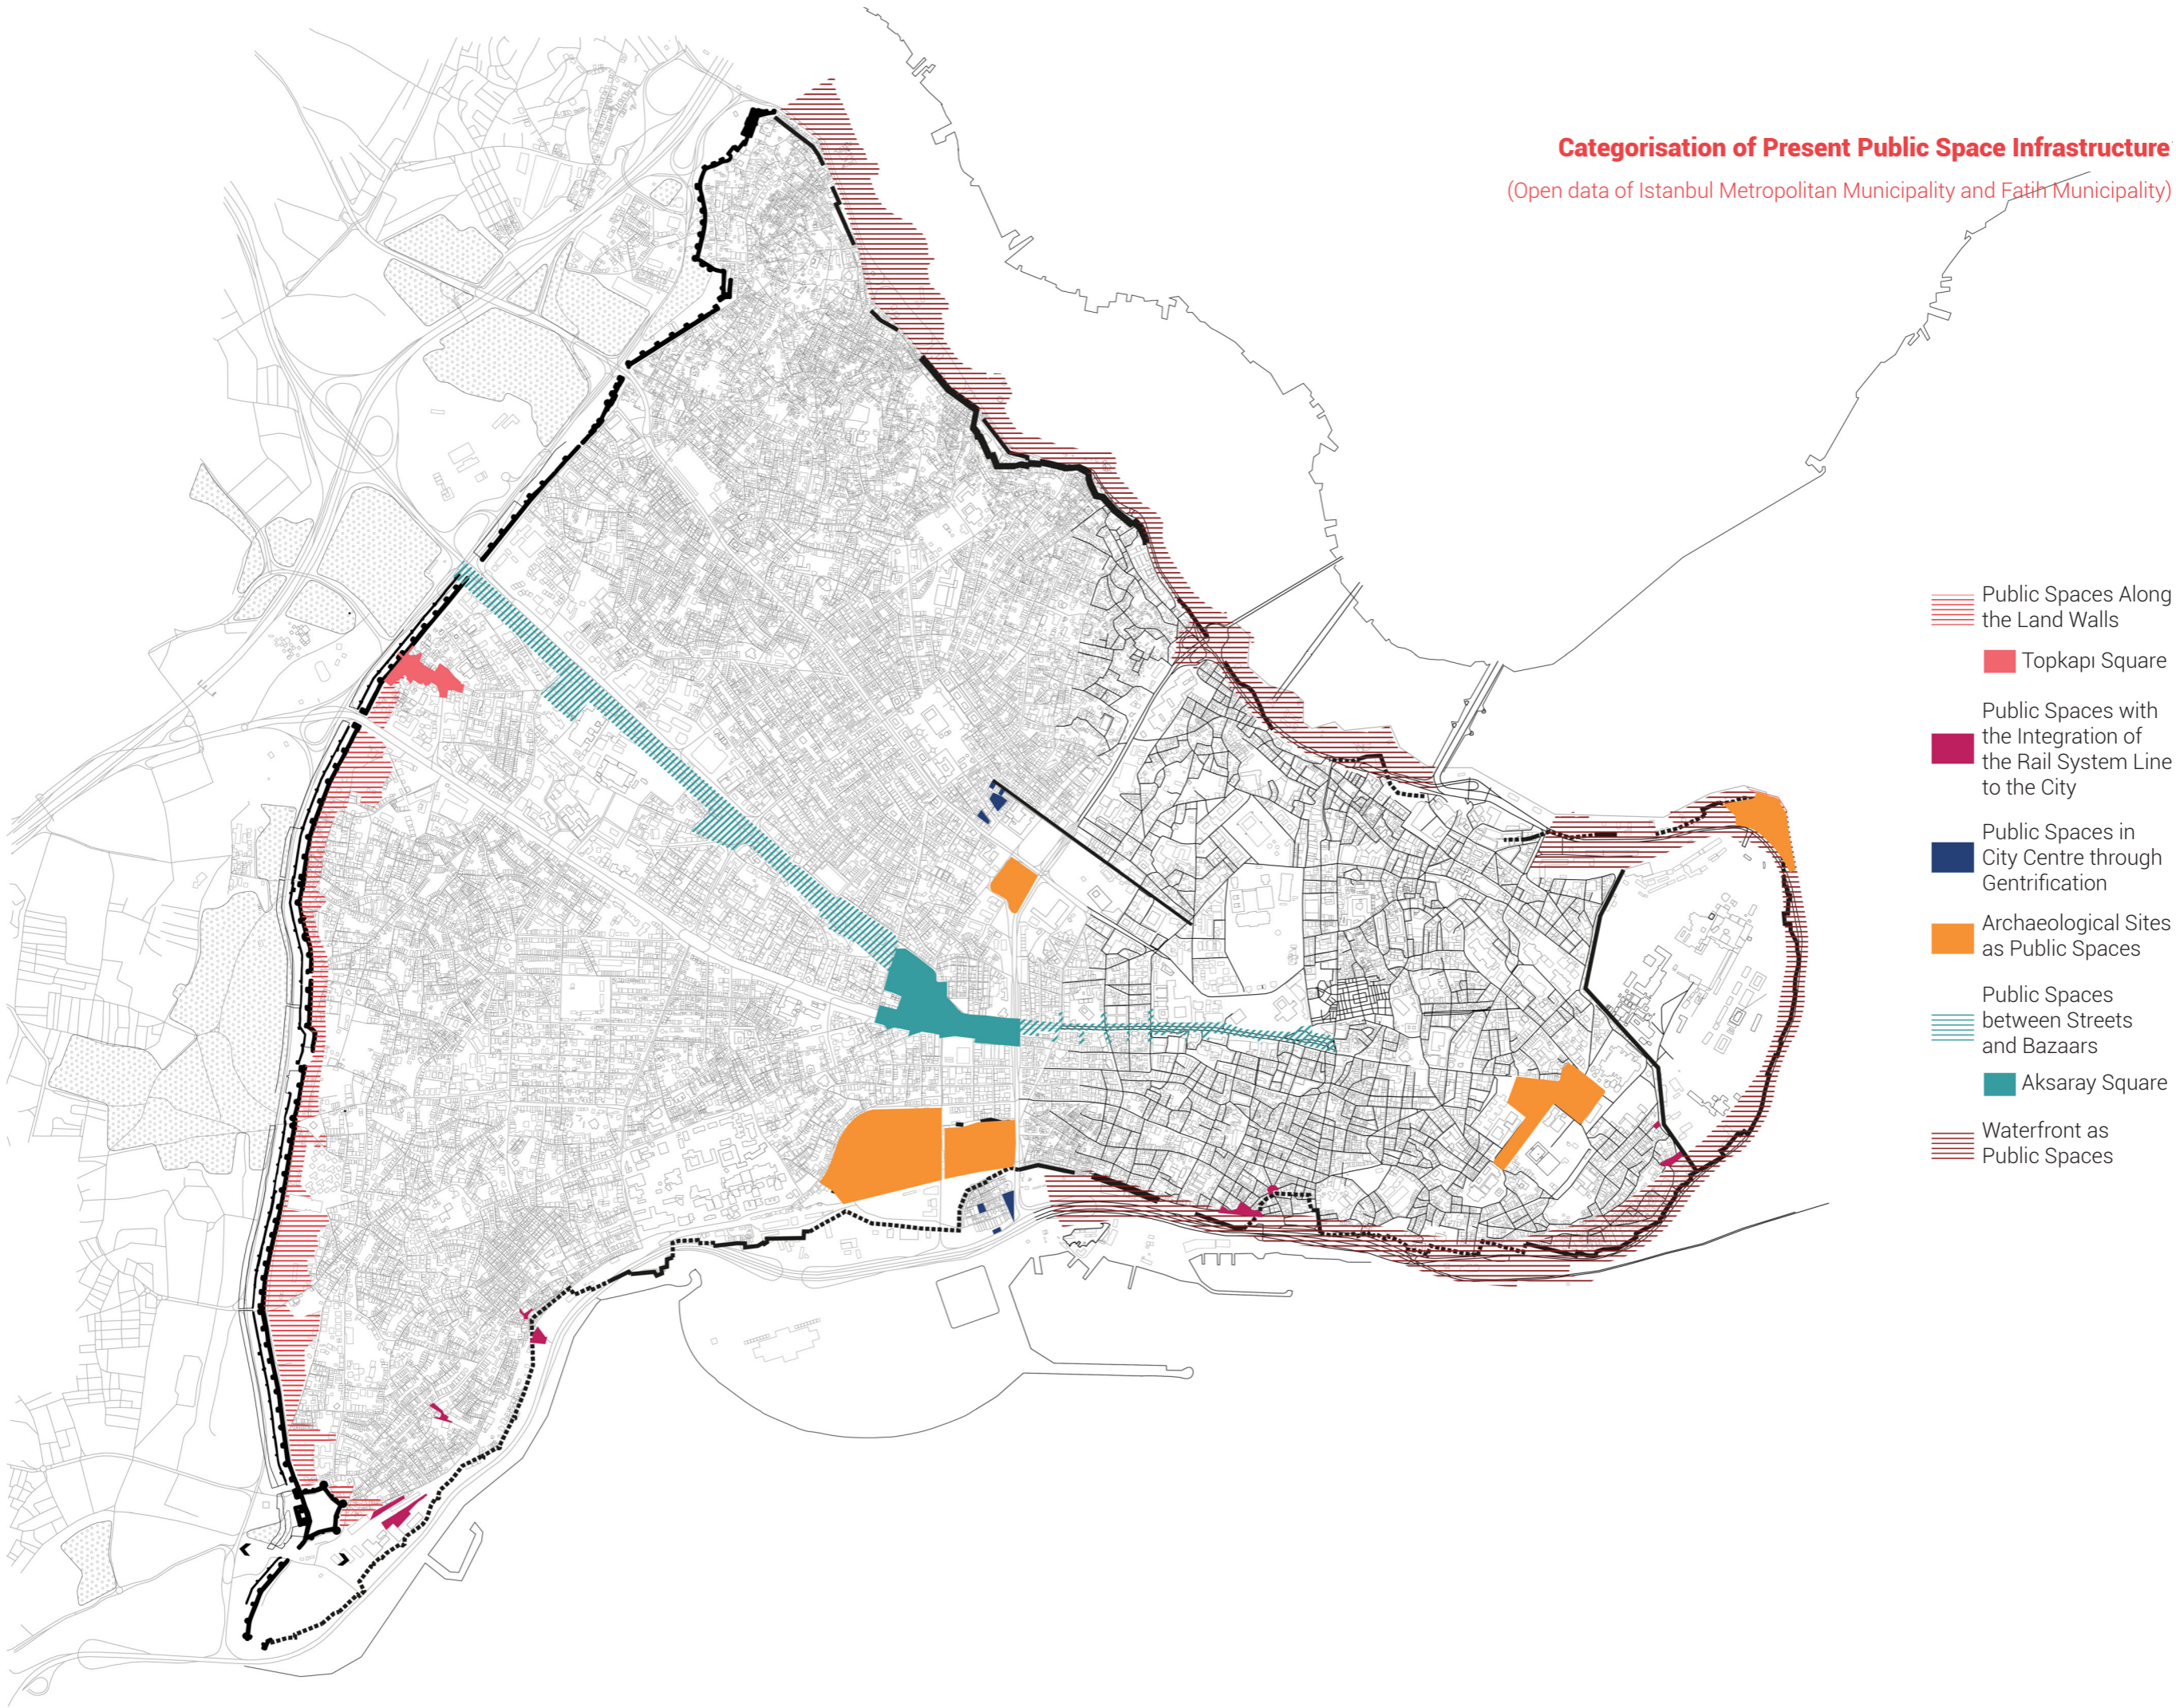 Categorisation of Present Public Space Infrastructure
(Open data of Istanbul Metropolitan Municipality and Fatih Municipality)
Public Spaces Along
the Land Walls
Topkapı Square
Public Spaces with
the Integration of
the Rail System Line
to the City
Public Spaces in
City Centre through
Gentrification
Archaeological Sites
as Public Spaces
Public Spaces
between Streets
and Bazaars
Aksaray Square
Waterfront as
Public Spaces